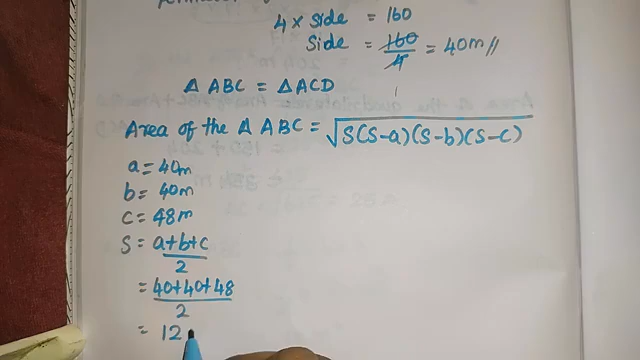 4 × side = 160
Side = 160/4 = 40m//
Δ ABC = Δ ACD
Area of the Δ ABC = √S(S-a)(S-b)(S-c)
a = 40m
b = 40m
c = 48m
S = a+b+c/2
= 40+40+48/2
= 12